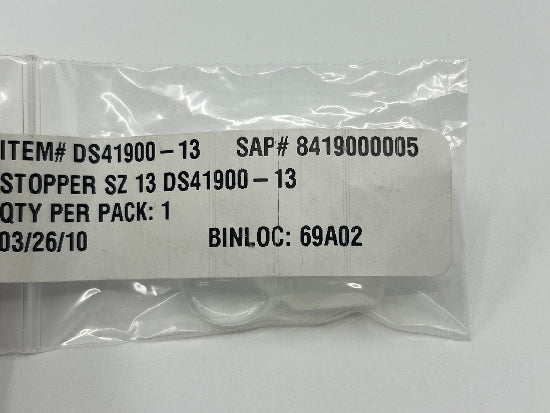 ITEM# DS41900-13 SAP# 8419000005
STOPPER SZ 13 DS41900-13
QTY PER PACK: 1
03/26/10 BINLOC: 69A02